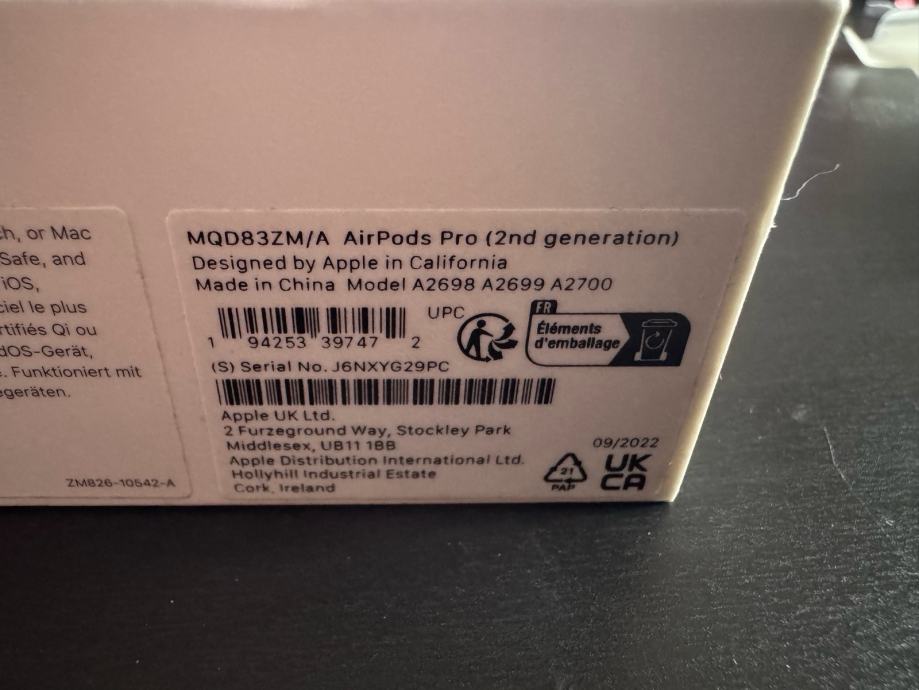 ch, or Mac
Safe, and
iOS,
ciel le plus
rtifiés Qi ou
dOS-Gerät,
. Funktioniert mit
egeräten.
ZM826-10542-A
MQD83ZM/A AirPods Pro (2nd generation)
Designed by Apple in California
Made in China Model A2698 A2699 A2700
UPC
1 94253 39747 2
FR
Éléments
d'emballage
(S) Serial No. J6NXYG29PC
Apple UK Ltd.
2 Furzeground Way, Stockley Park
Middlesex, UB11 1BB
Apple Distribution International Ltd.
Hollyhill Industrial Estate
Cork, Ireland
09/2022
21
PAP
UK
CA